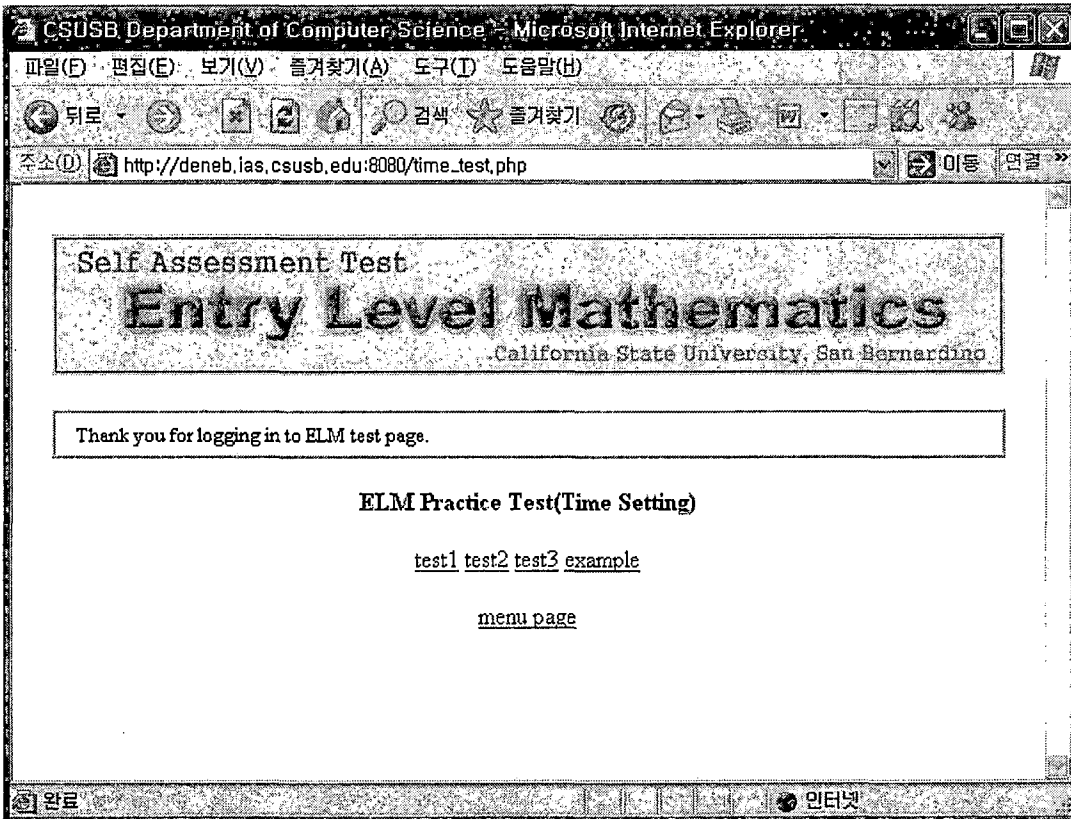 CSUSB Department of Computer Science - Microsoft Internet Explorer
파일(F) 편집(E) 보기(V) 즐겨찾기(A) 도구(T) 도움말(H)
뒤로 검색 즐겨찾기
주소(D) http://deneb.ias.csusb.edu:8080/time_test.php 이동 연결 »
Self Assessment Test
Entry Level Mathematics
California State University, San Bernardino
Thank you for logging in to ELM test page.
ELM Practice Test(Time Setting)
test1 test2 test3 example
menu page
완료 인터넷